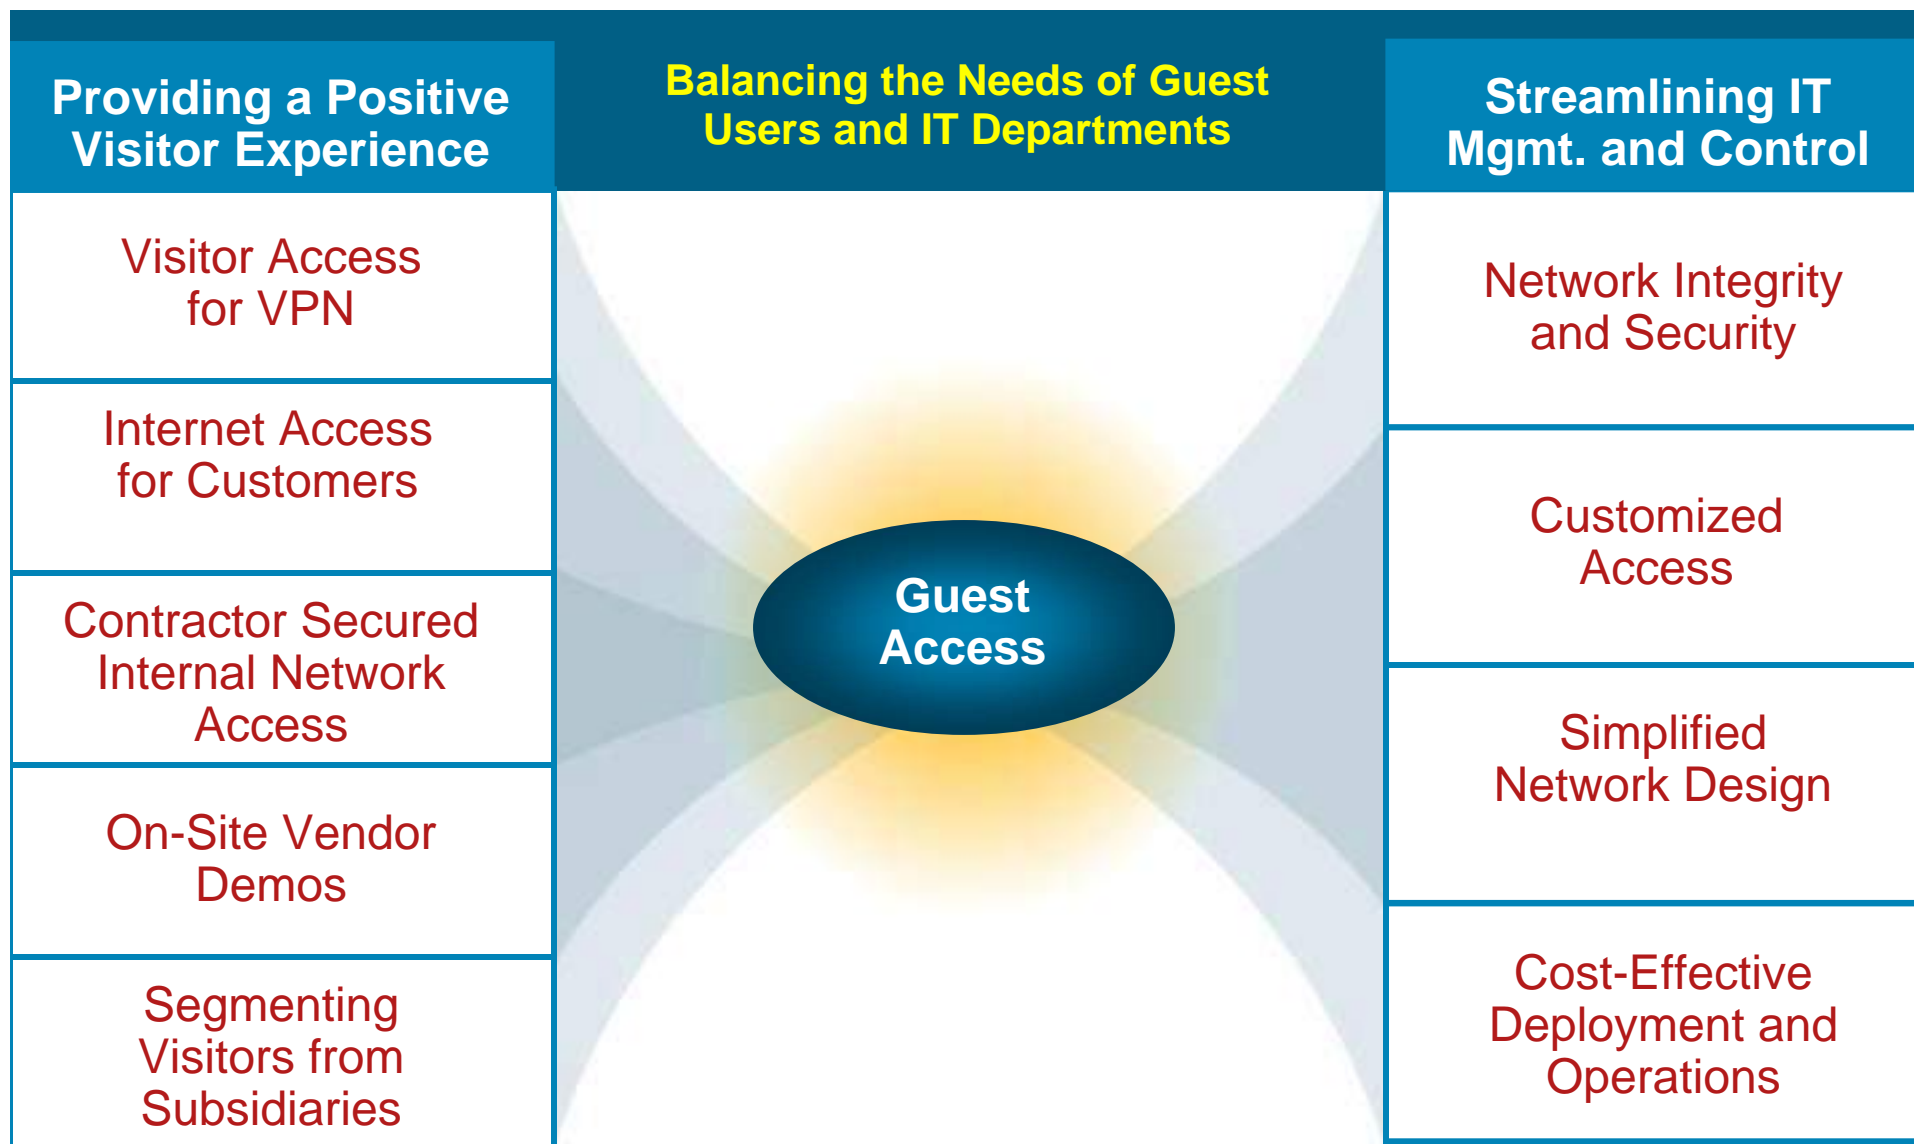 Providing a Positive
Visitor Experience
Balancing the Needs of Guest
Users and IT Departments
Streamlining IT
Mgmt. and Control
Visitor Access
for VPN
Internet Access
for Customers
Contractor Secured
Internal Network
Access
On-Site Vendor
Demos
Segmenting
Visitors from
Subsidiaries
Guest
Access
Network Integrity
and Security
Customized
Access
Simplified
Network Design
Cost-Effective
Deployment and
Operations